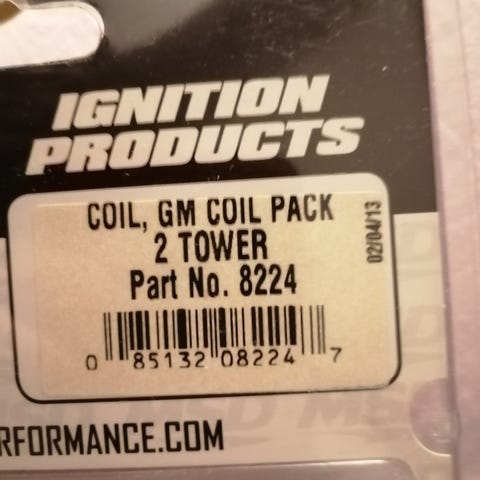 IGNITION
PRODUCTS
COIL, GM COIL PACK
2 TOWER
Part No. 8224
02/04/13
0 85132 08224 7
RFORMANCE.COM